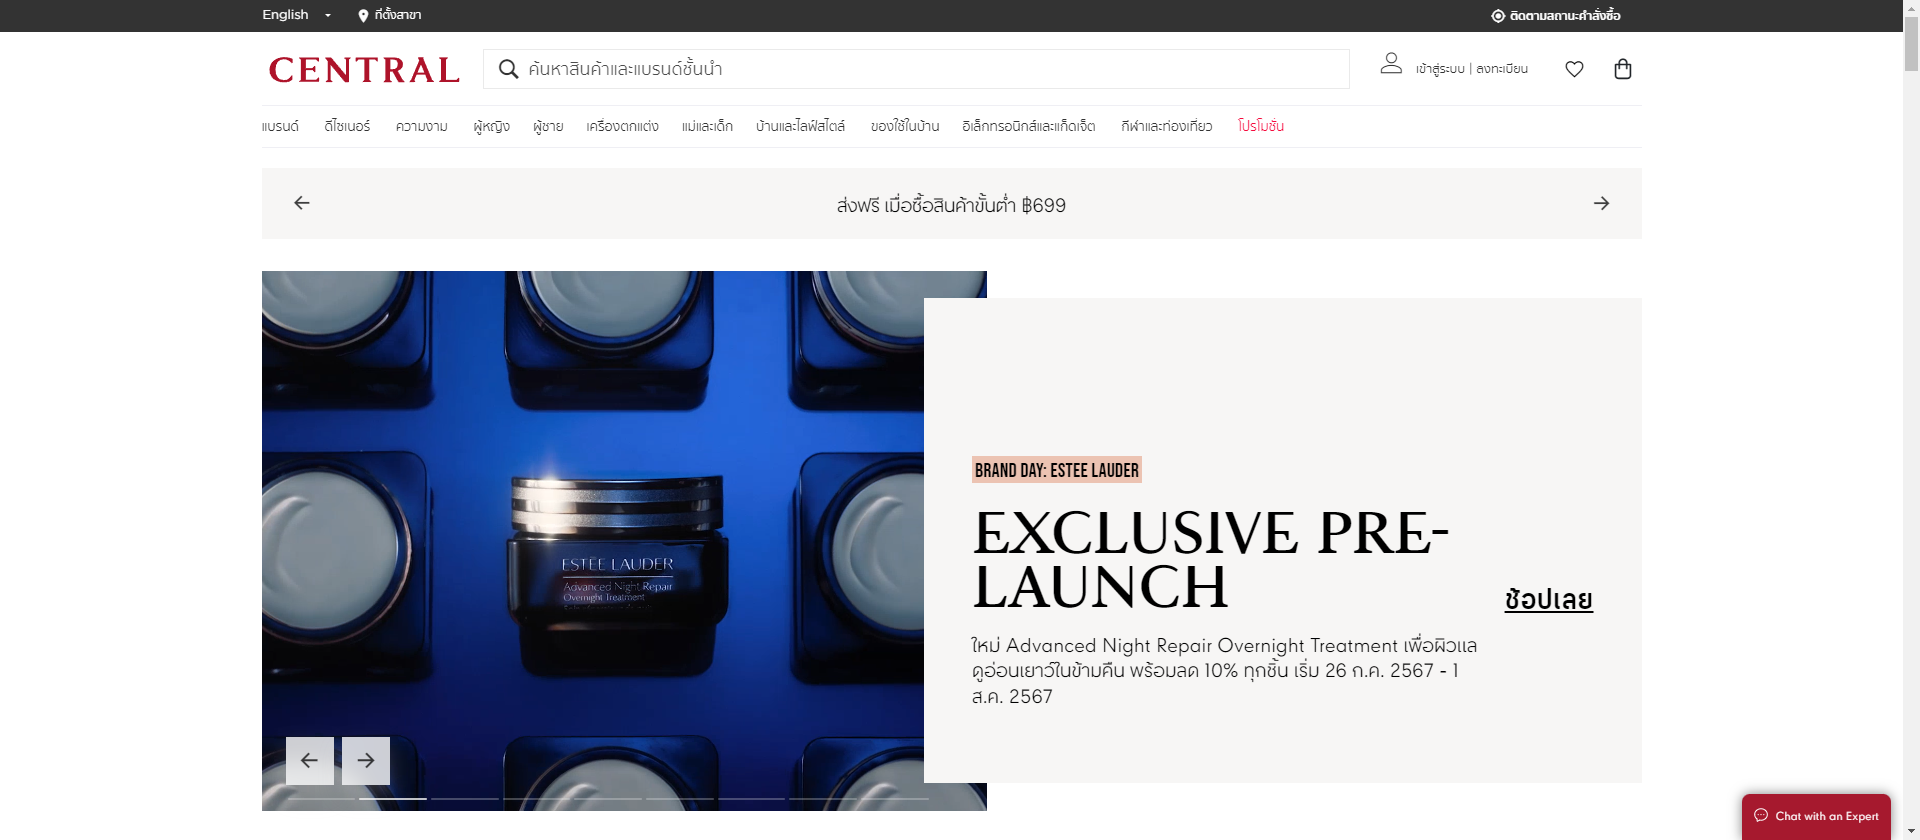 English
ที่ตั้งสาขา
ติดตามสถานะคำสั่งซื้อ
CENTRAL
ค้นหาสินค้าและแบรนด์ชั้นนำ
เข้าสู่ระบบ | ลงทะเบียน
แบรนด์
ดีไซเนอร์
ความงาม
ผู้หญิง
ผู้ชาย
เครื่องตกแต่ง
แม่และเด็ก
บ้านและไลฟ์สไตล์
ของใช้ในบ้าน
อิเล็กทรอนิกส์และแก็ดเจ็ต
กีฬาและท่องเที่ยว
โปรโมชั่น
ส่งฟรี เมื่อซื้อสินค้าขั้นต่ำ ฿699
ESTĒE LAUDER
Advanced Night Repair
Overnight Treatment
BRAND DAY: ESTEE LAUDER
EXCLUSIVE PRE-
LAUNCH
ช้อปเลย
ใหม่ Advanced Night Repair Overnight Treatment เพื่อผิวแล
ดูอ่อนเยาว์ในข้ามคืน พร้อมลด 10% ทุกชิ้น เริ่ม 26 ก.ค. 2567 - 1
ส.ค. 2567
Chat with an Expert